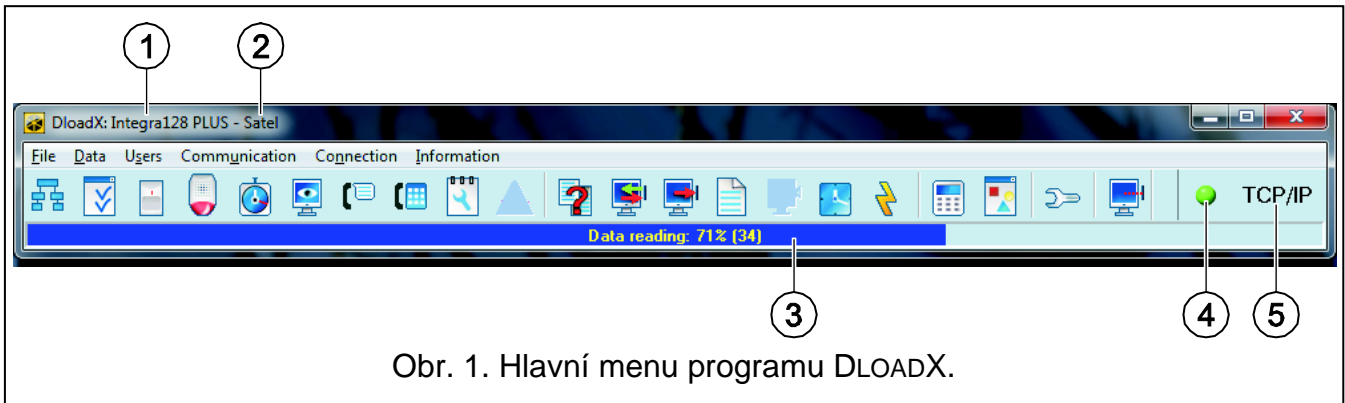 1 2
DloadX: Integra128 PLUS - Satel
File Data Users Communication Connection Information
TCP/IP
Data reading: 71% (34)
3 4 5
Obr. 1. Hlavní menu programu DLOADX.